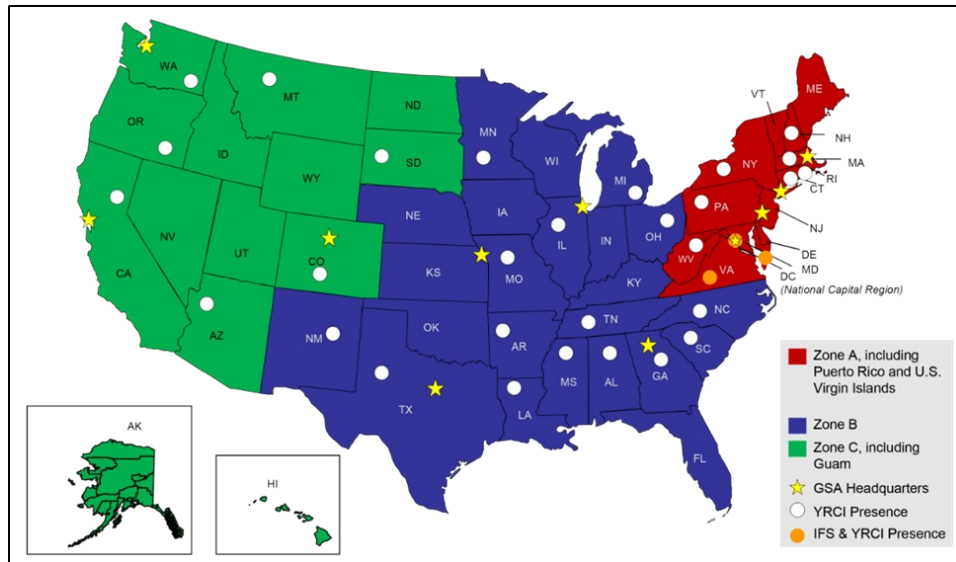 WA
MT
ND
MN
VT
ME
OR
ID
SD
WI
MI
NY
NH
MA
RI
CT
WY
NE
IA
PA
NJ
NV
UT
CO
IL
IN
OH
WV
VA
DE
MD
DC
(National Capital Region)
CA
KS
MO
KY
AZ
NM
OK
AR
TN
NC
SC
TX
LA
MS
AL
GA
FL
AK
HI
Zone A, including
Puerto Rico and U.S.
Virgin Islands
Zone B
Zone C, including
Guam
GSA Headquarters
YRCI Presence
IFS & YRCI Presence